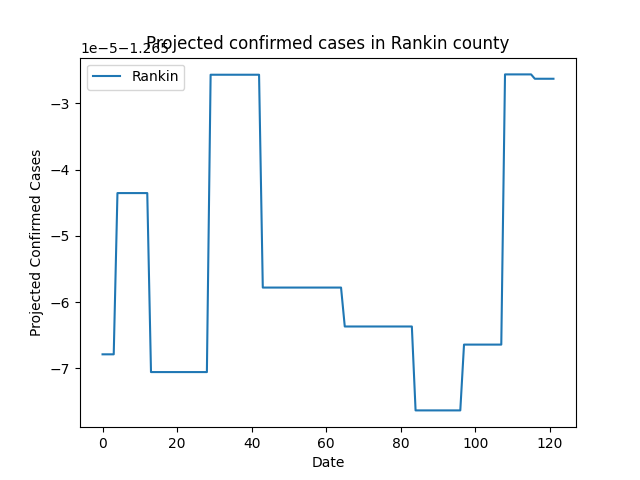 Projected confirmed cases in Rankin county
1e−5−1.265
Rankin
−3
−4
−5
−6
−7
Projected Confirmed Cases
0 20 40 60 80 100 120
Date